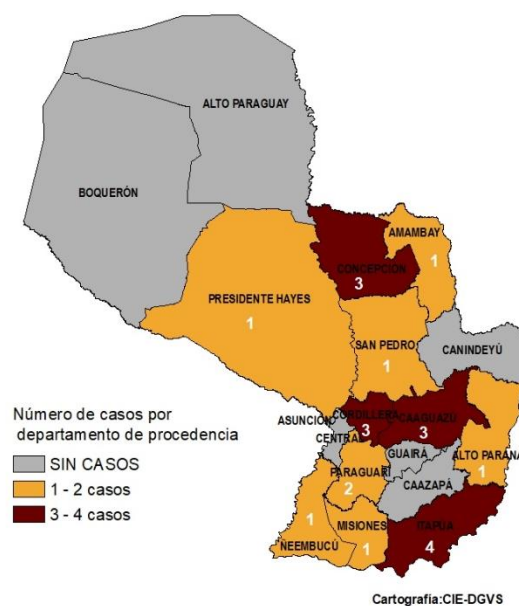 ALTO PARAGUAY
BOQUERÓN
AMAMBAY
1
CONCEPCIÓN
3
PRESIDENTE HAYES
1
SAN PEDRO
1
CANINDEYÚ
ASUNCIÓN
CORDILLERA
3
CAAGUAZÚ
3
CENTRAL
GUAIRÁ
ALTO PARANÁ
1
PARAGUARÍ
2
CAAZAPÁ
1
ÑEEMBUCÚ
MISIONES
1
ITAPÚA
4
Número de casos por
departamento de procedencia
SIN CASOS
1 - 2 casos
3 - 4 casos
Cartografía:CIE-DGVS